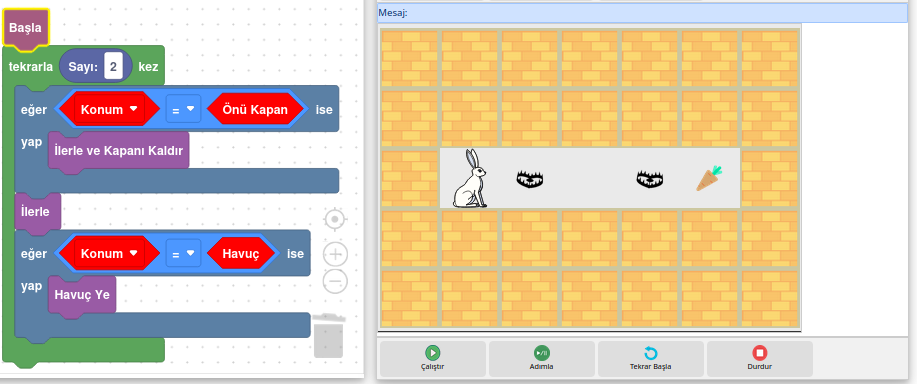 Başla
tekrarla Sayı: 2 kez
eğer Konum = Önü Kapan ise
yap İlerle ve Kapanı Kaldır
İlerle
eğer Konum = Havuç ise
yap Havuç Ye
Mesaj:
Çalıştır
Adımla
Tekrar Başla
Durdur